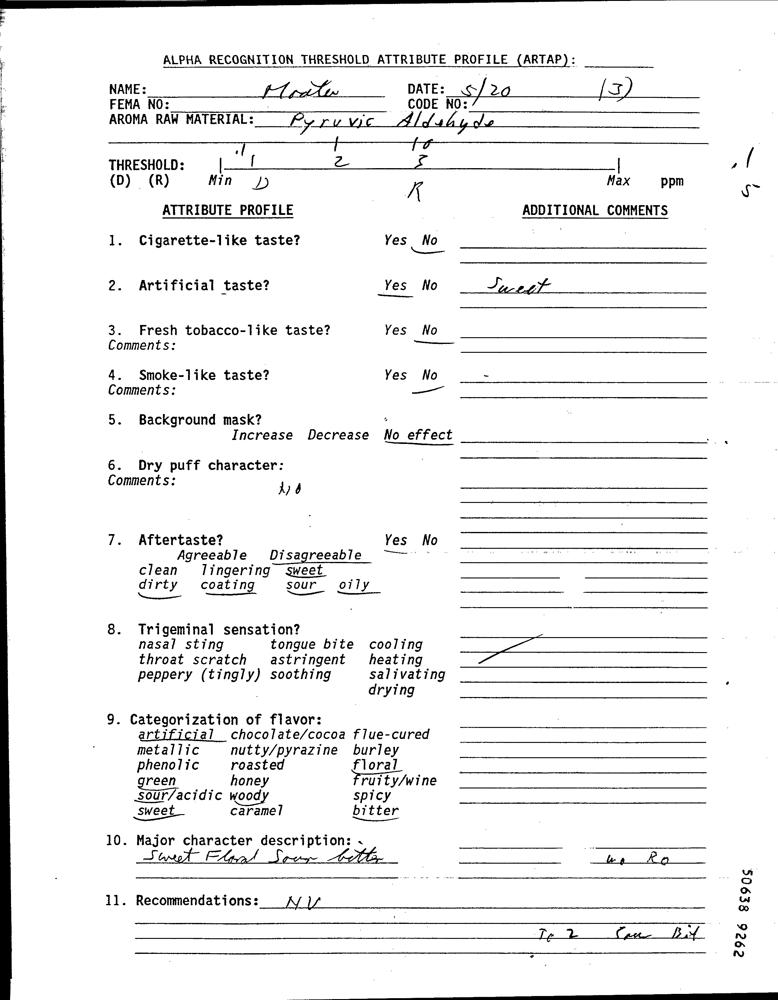 ALPHA RECOGNITION THRESHOLD ATTRIBUTE PROFILE (ARTAP):
NAME: DATE: 5/20 (3)
FEMA NO: CODE NO:
AROMA RAW MATERIAL: Pyruvic Aldehyde
.1 1 10
THRESHOLD: 1 2 3 .1
(D) (R) Min D R Max ppm 5
ATTRIBUTE PROFILE ADDITIONAL COMMENTS
1. Cigarette-like taste? Yes No
2. Artificial taste? Yes No Sweet
3. Fresh tobacco-like taste? Yes No
Comments:
4. Smoke-like taste? Yes No
Comments:
5. Background mask?
Increase Decrease No effect
6. Dry puff character:
Comments:
No
7. Aftertaste? Yes No
Agreeable Disagreeable
clean lingering sweet
dirty coating sour oily
8. Trigeminal sensation?
nasal sting tongue bite cooling
throat scratch astringent heating
peppery (tingly) soothing salivating
drying
9. Categorization of flavor:
artificial chocolate/cocoa flue-cured
metallic nutty/pyrazine burley
phenolic roasted floral
green honey fruity/wine
sour/acidic woody spicy
sweet caramel bitter
10. Major character description:
Sweet Floral Sour bitter no Ro
11. Recommendations: NV
To 2
50638 9262